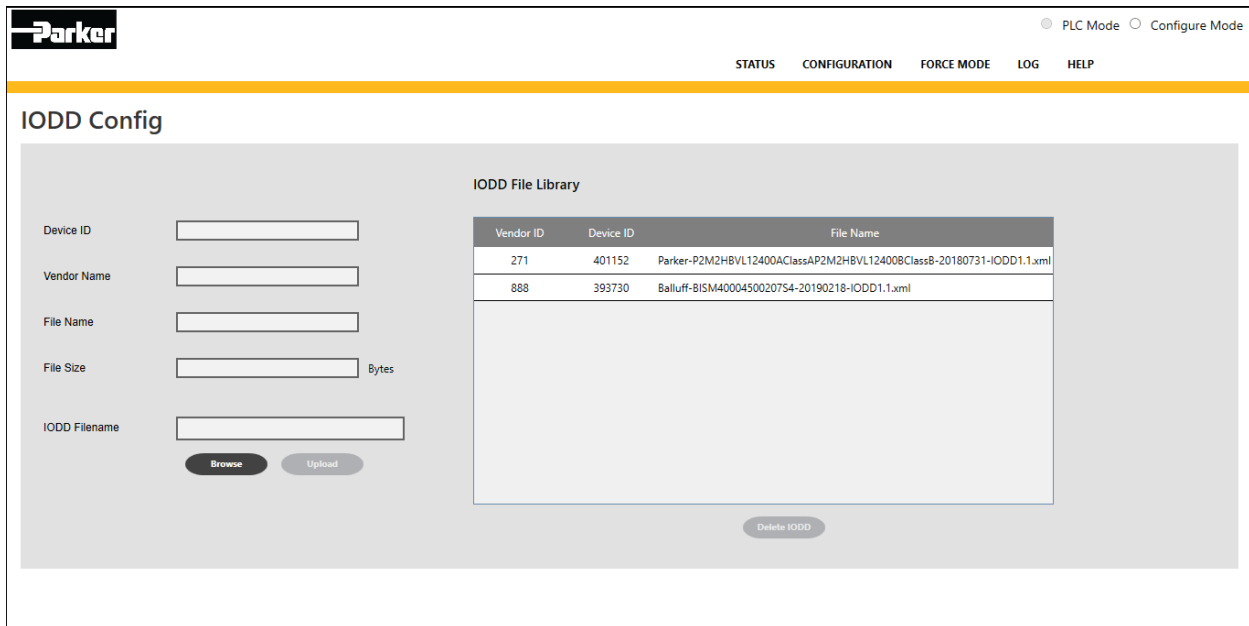 Parker
PLC Mode Configure Mode
STATUS CONFIGURATION FORCE MODE LOG HELP
IODD Config
IODD File Library
Device ID
Vendor Name
File Name
File Size Bytes
IODD Filename
Browse Upload
Vendor ID Device ID File Name
271 401152 Parker-P2M2HBVL12400AClassAP2M2HBVL12400BClassB-20180731-IODD1.1.xml
888 393730 Balluff-BISM40004500207S4-20190218-IODD1.1.xml
Delete IODD